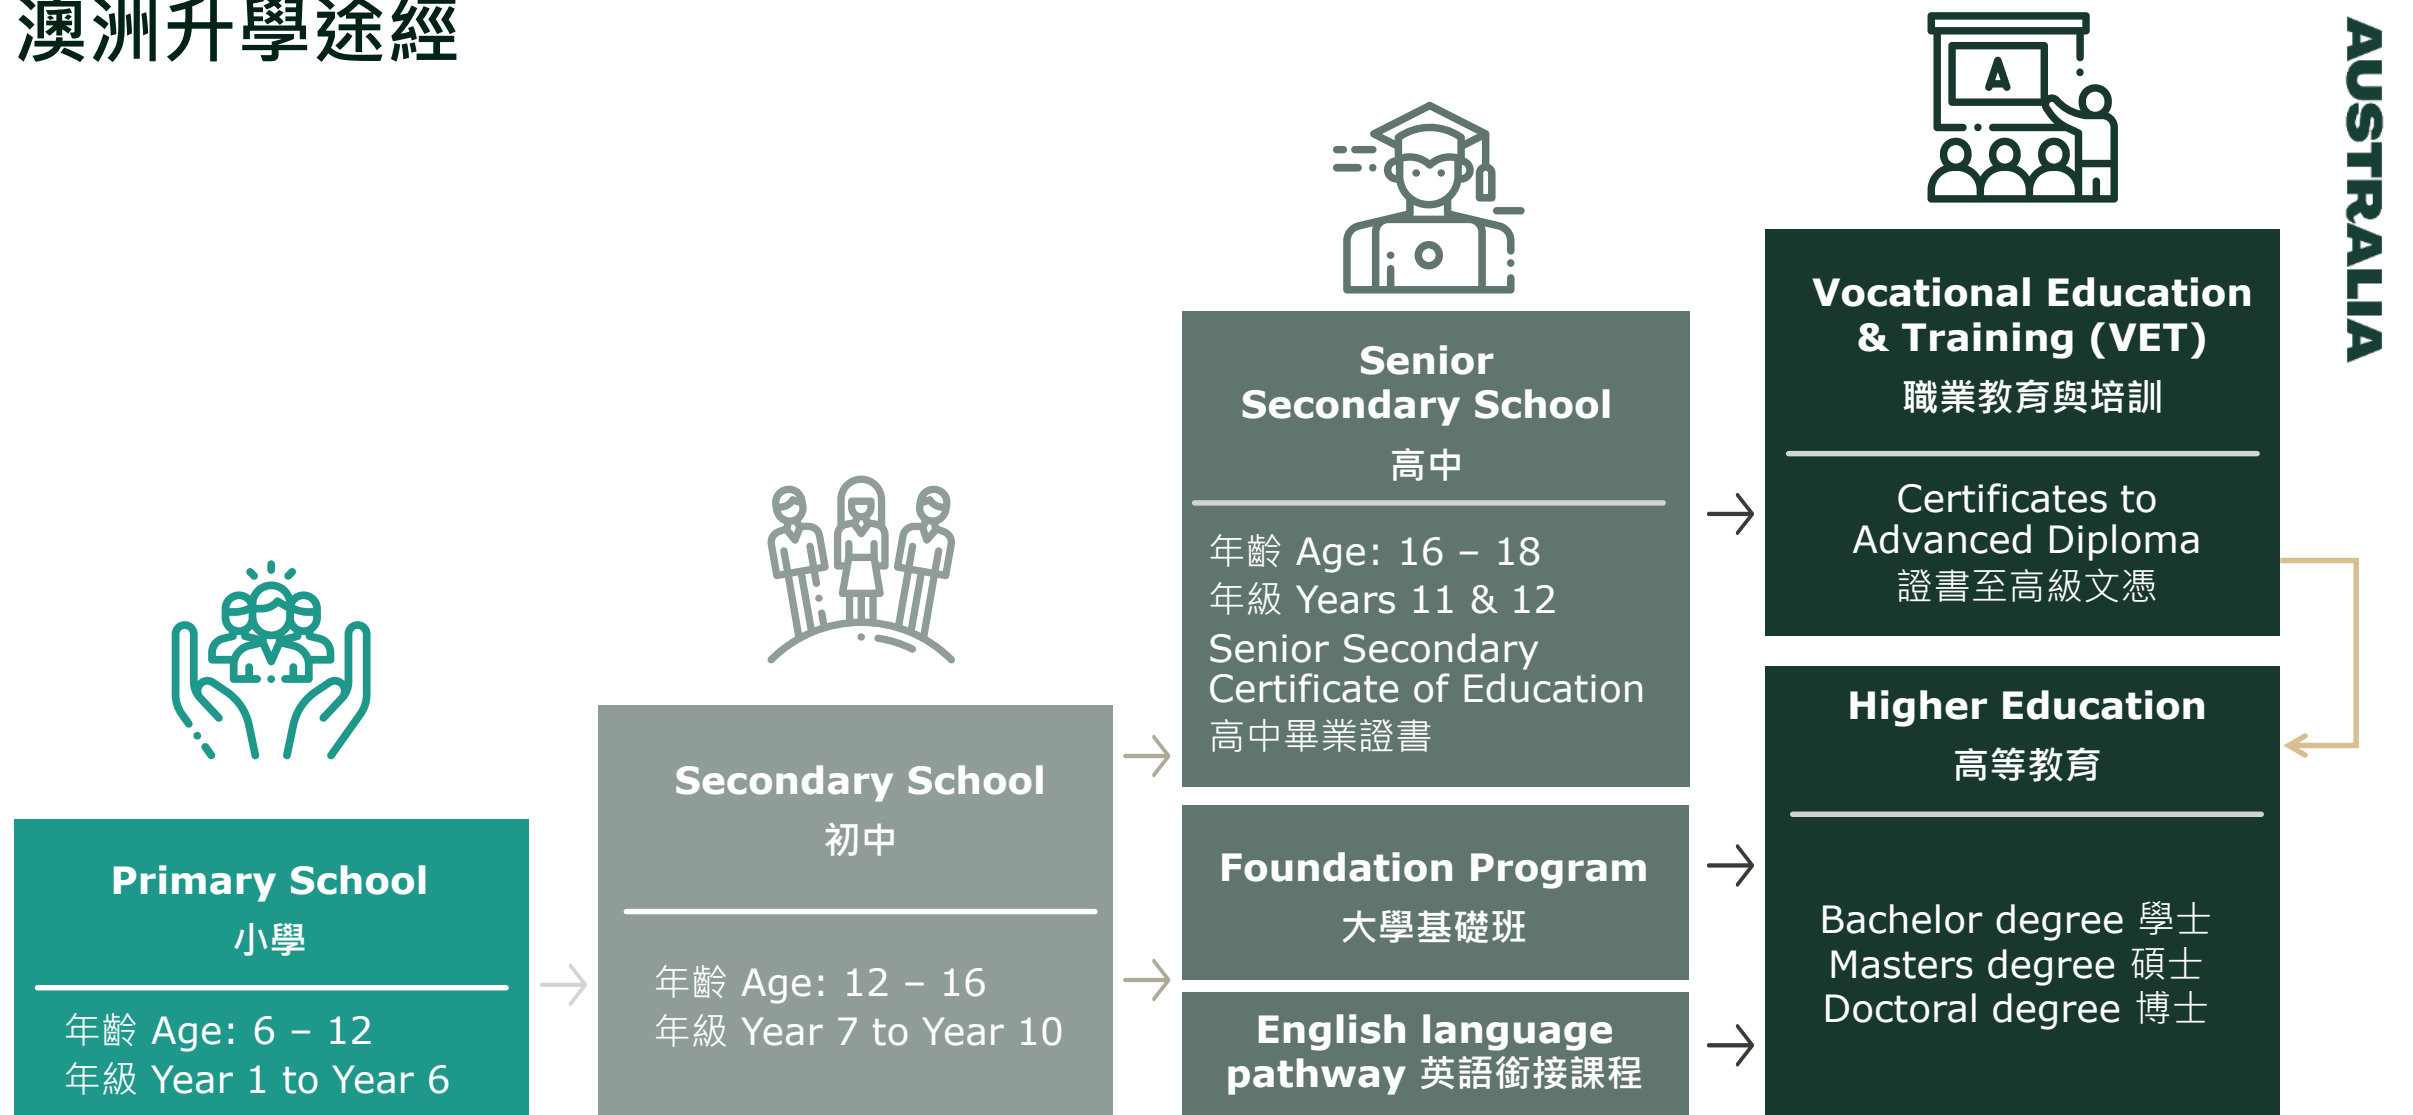 澳洲升學途經
AUSTRALIA
Primary School
小學
年齡 Age: 6 – 12
年級 Year 1 to Year 6
Secondary School
初中
年齡 Age: 12 – 16
年級 Year 7 to Year 10
Senior
Secondary School
高中
年齡 Age: 16 – 18
年級 Years 11 & 12
Senior Secondary
Certificate of Education
高中畢業證書
Foundation Program
大學基礎班
English language
pathway 英語銜接課程
A
Vocational Education
& Training (VET)
職業教育與培訓
Certificates to
Advanced Diploma
證書至高級文憑
Higher Education
高等教育
Bachelor degree 學士
Masters degree 碩士
Doctoral degree 博士